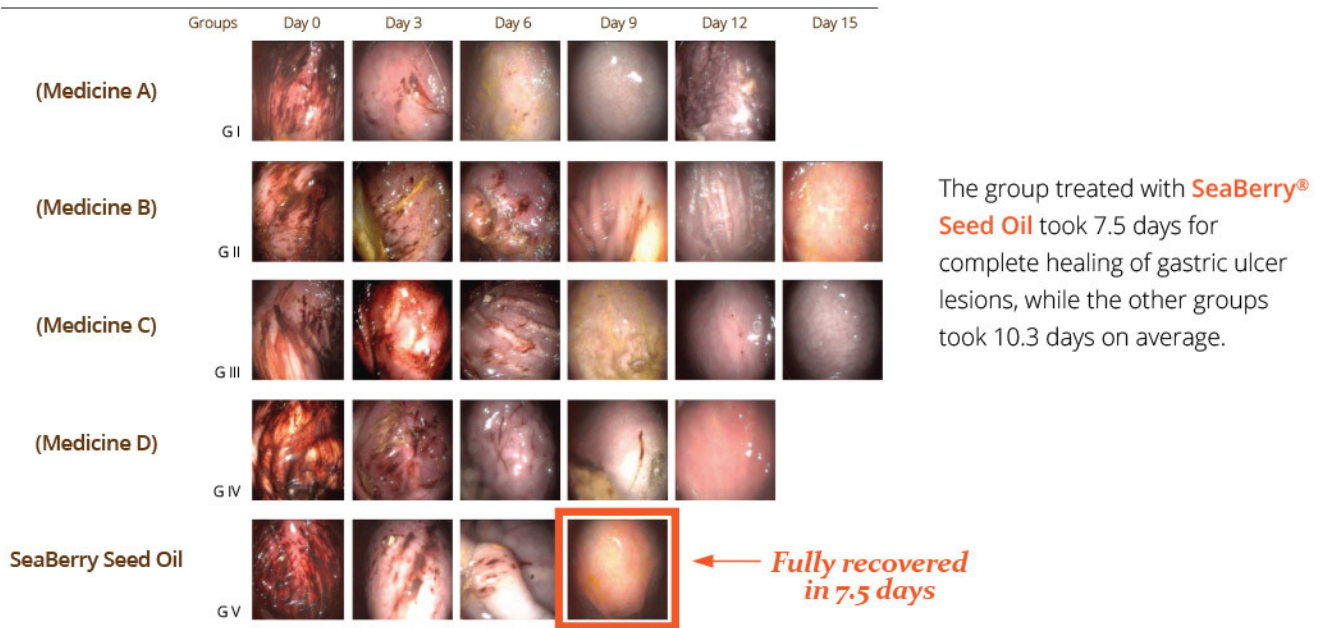 Groups Day 0 Day 3 Day 6 Day 9 Day 12 Day 15
(Medicine A)
G I
(Medicine B)
G II
(Medicine C)
G III
(Medicine D)
G IV
SeaBerry Seed Oil
G V
Fully recovered
in 7.5 days
The group treated with SeaBerry®
Seed Oil took 7.5 days for
complete healing of gastric ulcer
lesions, while the other groups
took 10.3 days on average.